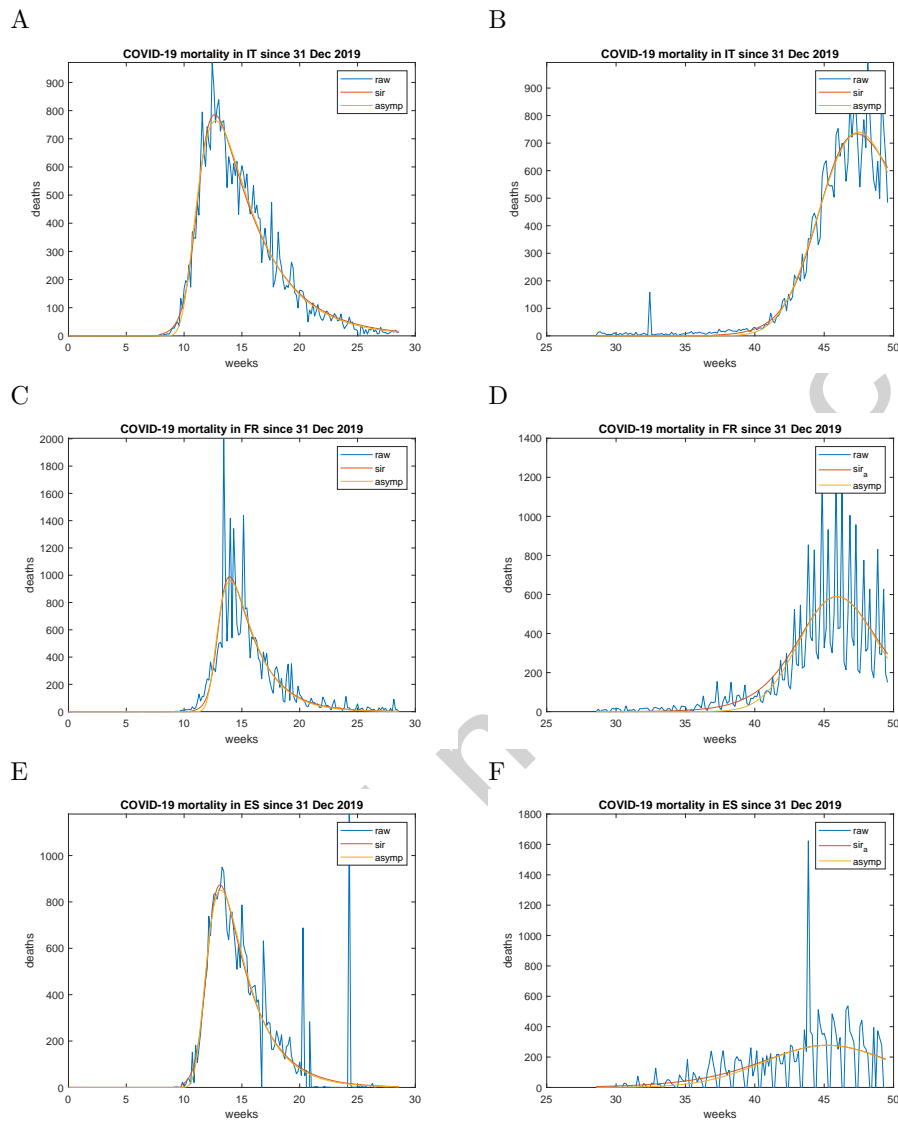 A
COVID-19 mortality in IT since 31 Dec 2019
deaths
900
800
700
600
500
400
300
200
100
0
0 5 10 15 20 25 30
weeks
raw
sir
asymp
B
COVID-19 mortality in IT since 31 Dec 2019
deaths
900
800
700
600
500
400
300
200
100
0
25 30 35 40 45 50
weeks
raw
sir
asymp
C
COVID-19 mortality in FR since 31 Dec 2019
deaths
2000
1800
1600
1400
1200
1000
800
600
400
200
0
0 5 10 15 20 25 30
weeks
raw
sir
asymp
D
COVID-19 mortality in FR since 31 Dec 2019
deaths
1400
1200
1000
800
600
400
200
0
25 30 35 40 45 50
weeks
raw
sir_a
asymp
E
COVID-19 mortality in ES since 31 Dec 2019
deaths
1000
800
600
400
200
0
0 5 10 15 20 25 30
weeks
raw
sir
asymp
F
COVID-19 mortality in ES since 31 Dec 2019
deaths
1800
1600
1400
1200
1000
800
600
400
200
0
25 30 35 40 45 50
weeks
raw
sir_a
asymp